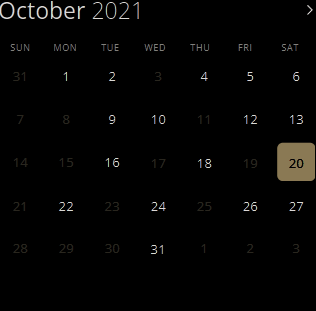 October 2021 >
SUN MON TUE WED THU FRI SAT
31 1 2 3 4 5 6
7 8 9 10 11 12 13
14 15 16 17 18 19 20
21 22 23 24 25 26 27
28 29 30 31 1 2 3